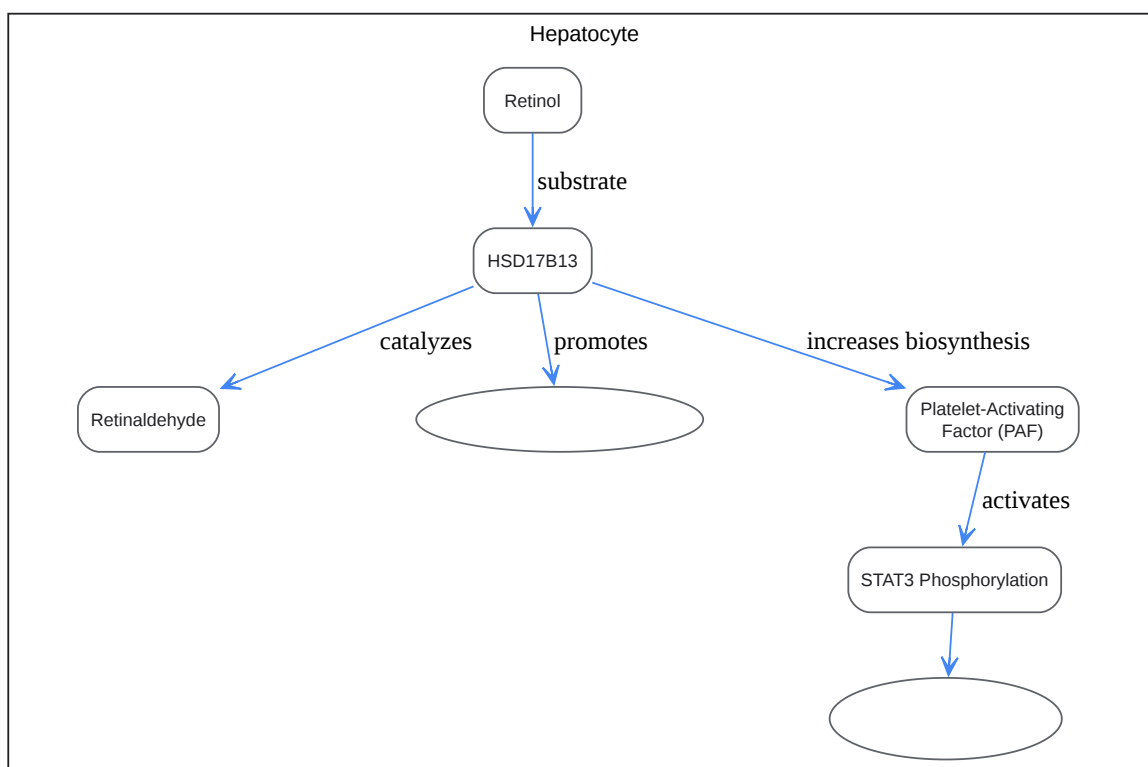 Hepatocyte
Retinol
substrate
HSD17B13
catalyzes
promotes
increases biosynthesis
Retinaldehyde
Platelet-Activating
Factor (PAF)
activates
STAT3 Phosphorylation